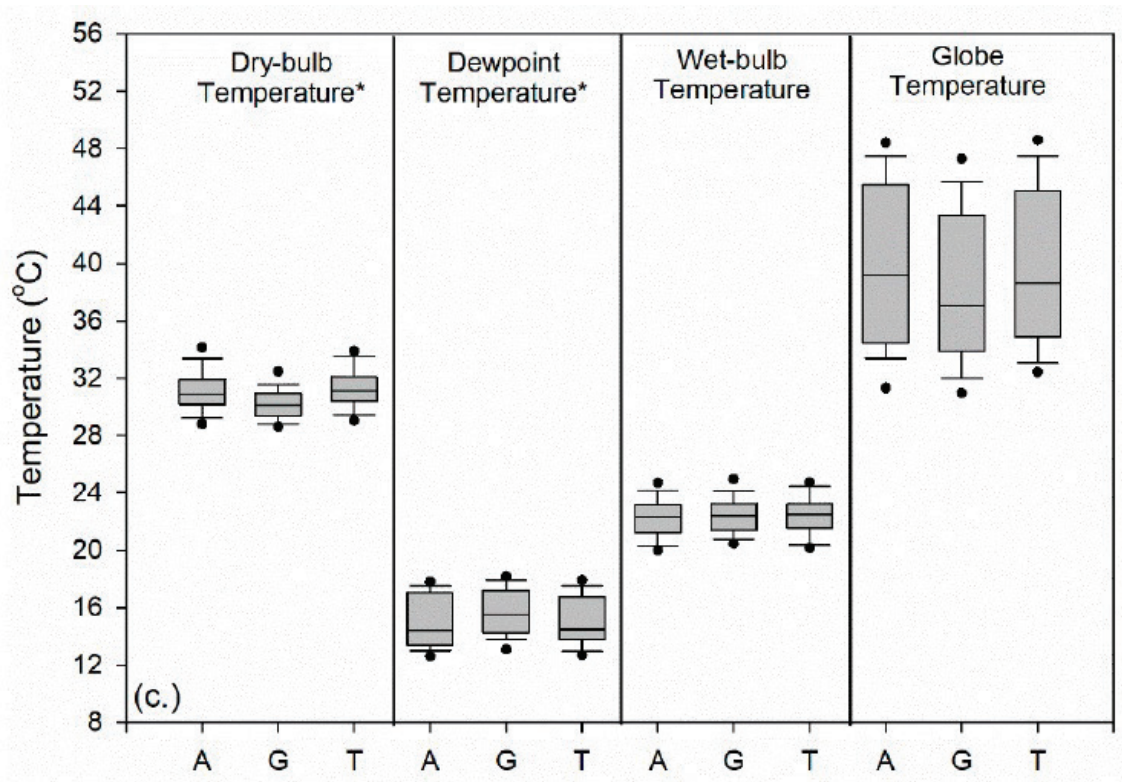 56
52
48
44
40
36
32
28
24
20
16
12
8
Temperature (°C)
Dry-bulb
Temperature*
Dewpoint
Temperature*
Wet-bulb
Temperature
Globe
Temperature
(c.)
A G T A G T A G T A G T